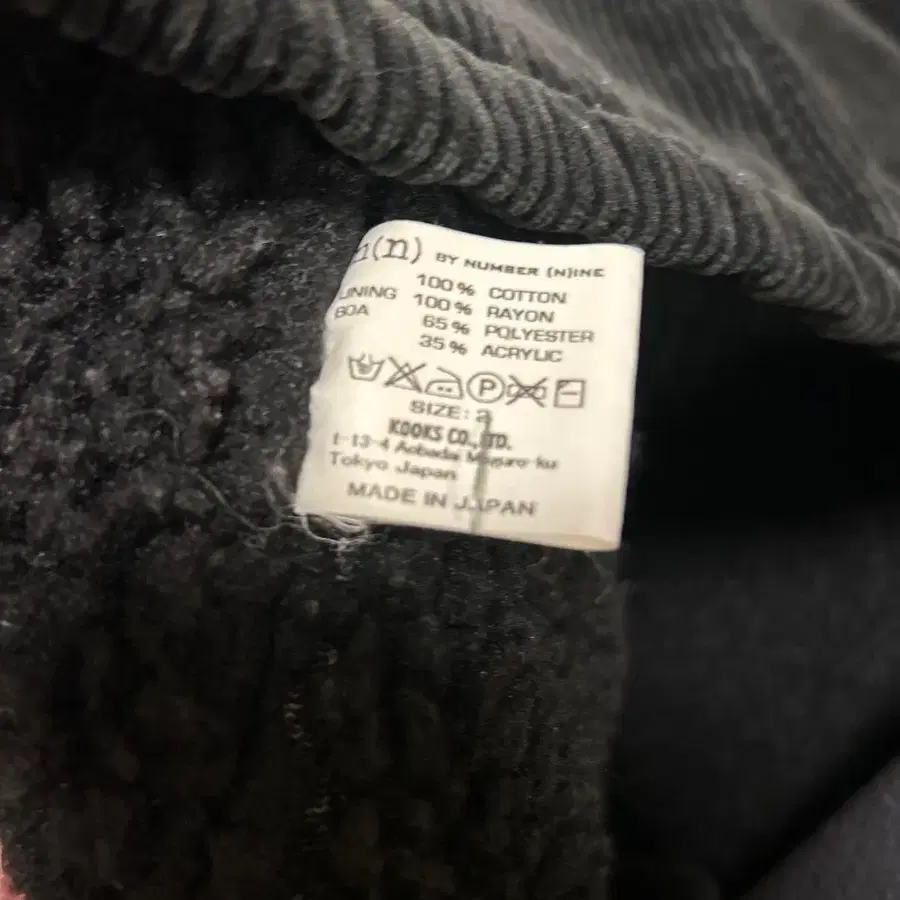 n(n) BY NUMBER (N)INE
100% COTTON
LINING 100% RAYON
BOA 65% POLYESTER
35% ACRYLIC
P
SIZE: 2
KOOKS CO., LTD.
1-13-4 Aobadai Meguro-ku
Tokyo Japan
MADE IN JAPAN